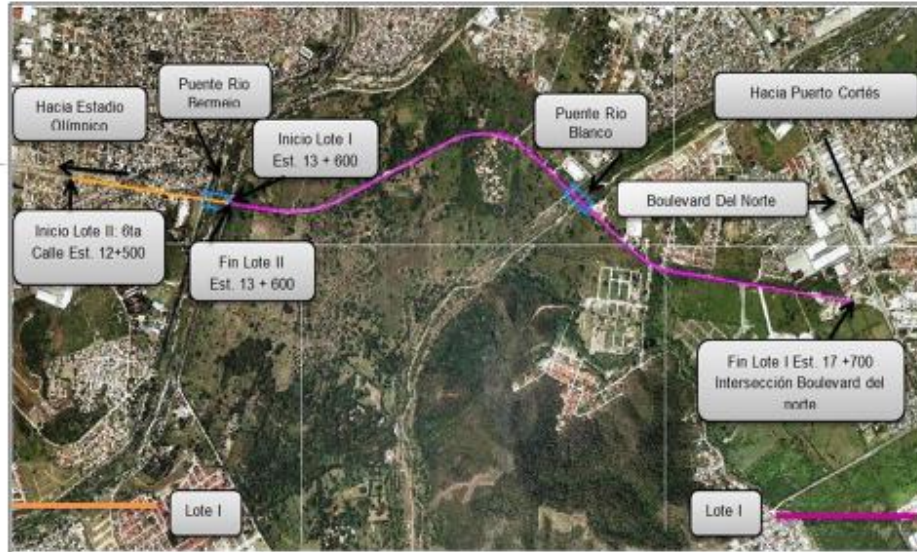 Hacia Estadio
Olímpico
Puente Rio
Bermejo
Inicio Lote I
Est. 13 + 600
Puente Rio
Blanco
Hacia Puerto Cortés
Boulevard Del Norte
Inicio Lote II: 6ta
Calle Est. 12+500
Fin Lote II
Est. 13 + 600
Fin Lote I Est. 17 +700
Intersección Boulevard del
norte
Lote I
Lote I